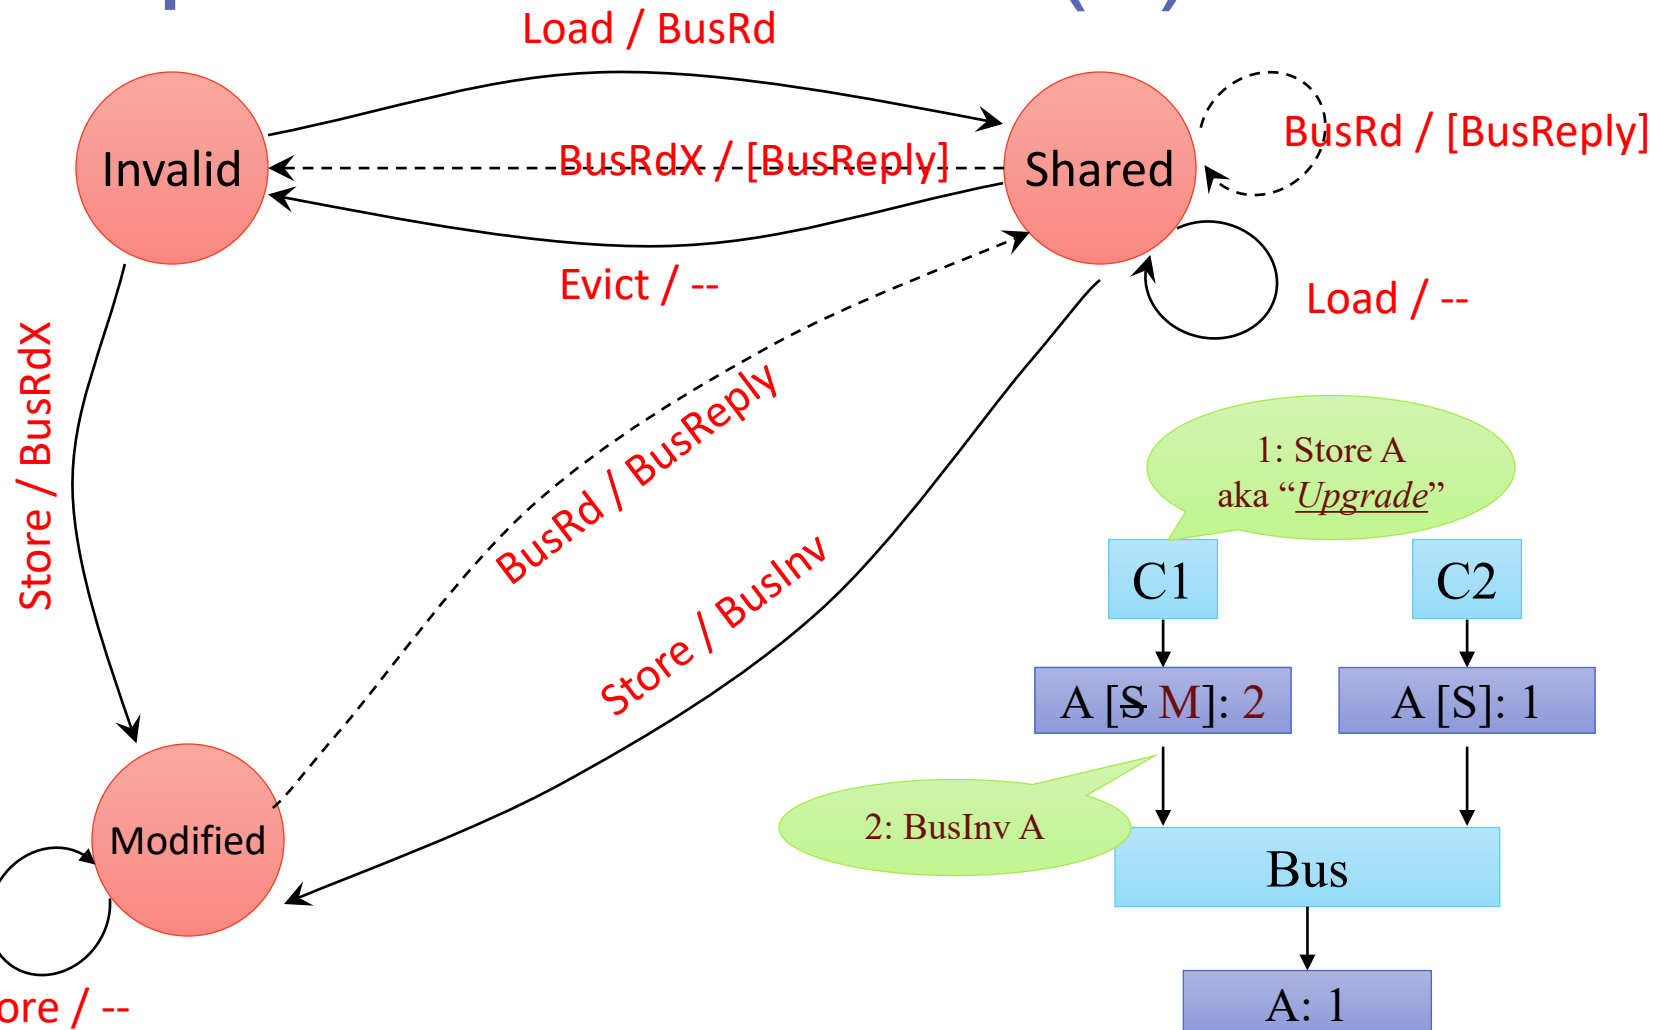 Load / BusRd
Invalid
BusRdX / [BusReply]
Shared
BusRd / [BusReply]
Evict / --
Load / --
Store / BusRdX
BusRd / BusReply
Store / BusInv
1: Store A
aka “Upgrade”
C1
C2
A [S M]: 2
A [S]: 1
2: BusInv A
Modified
Bus
ore / --
A: 1